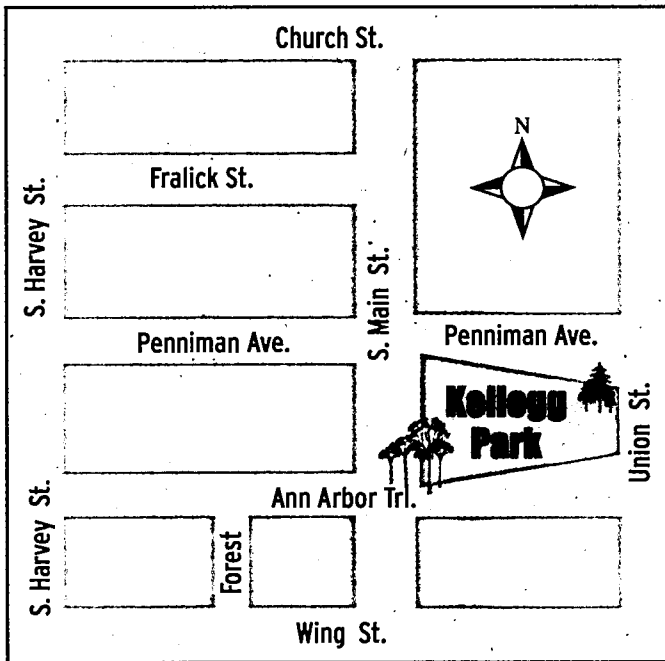 Church St.
N
Fralick St.
S. Harvey St.
S. Main St.
Penniman Ave.
Penniman Ave.
Kellogg
Park
Union St.
Ann Arbor Trl.
S. Harvey St.
Forest
Wing St.